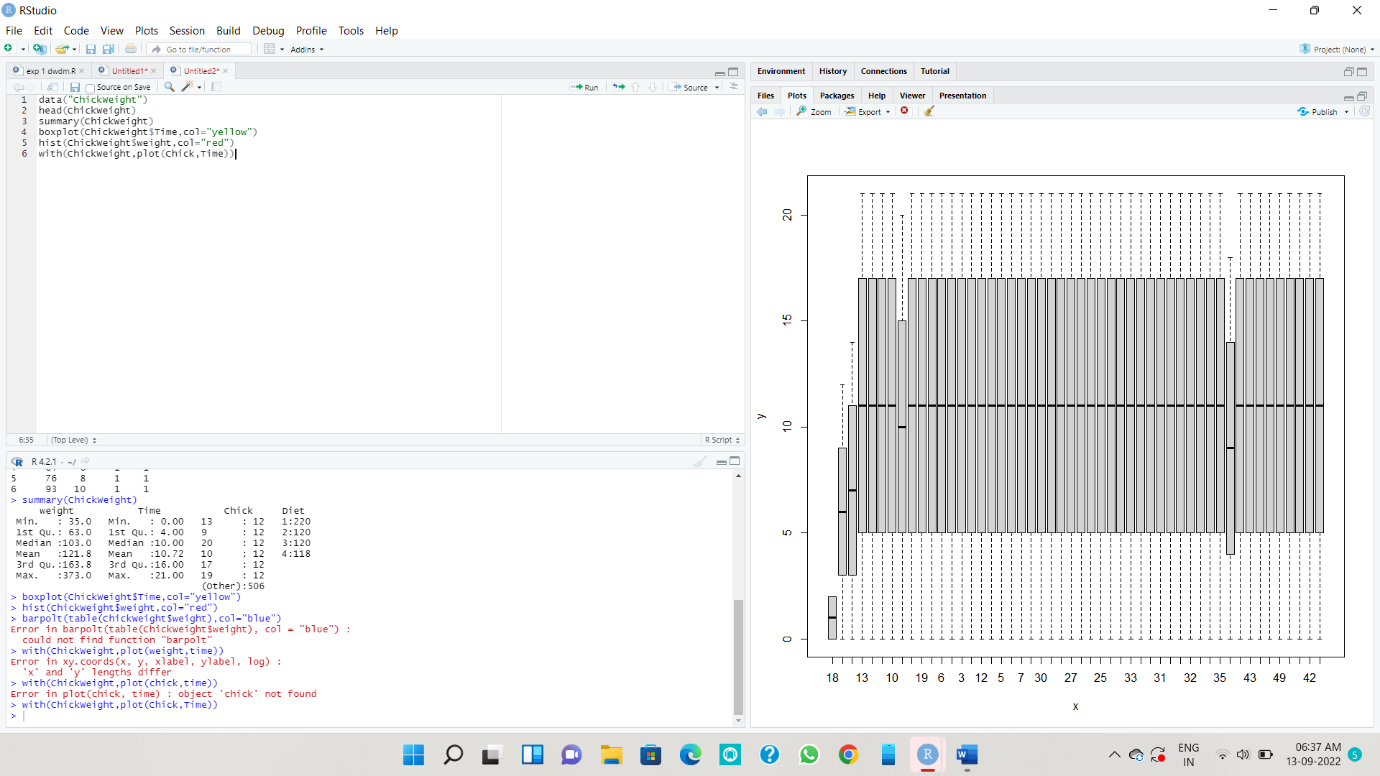 RStudio
File Edit Code View Plots Session Build Debug Profile Tools Help
Go to file/function Addins Project: (None)
exp 1 dwdm.R Untitled1* Untitled2*
Source on Save Run Source
1 data("ChickWeight")
2 head(ChickWeight)
3 summary(ChickWeight)
4 boxplot(ChickWeight$Time,col="yellow")
5 hist(ChickWeight$weight,col="red")
6 with(ChickWeight,plot(Chick,Time))
6:35 (Top Level) R Script
R 4.2.1 · ~/
5 76 8 1 1
6 93 10 1 1
> summary(ChickWeight)
weight Time Chick Diet
Min. : 35.0 Min. : 0.00 13 : 12 1:220
1st Qu.: 63.0 1st Qu.: 4.00 9 : 12 2:120
Median :103.0 Median :10.00 20 : 12 3:120
Mean :121.8 Mean :10.72 10 : 12 4:118
3rd Qu.:163.8 3rd Qu.:16.00 17 : 12
Max. :373.0 Max. :21.00 19 : 12
(Other):506
> boxplot(ChickWeight$Time,col="yellow")
> hist(ChickWeight$weight,col="red")
> barpolt(table(ChickWeight$weight),col="blue")
Error in barpolt(table(ChickWeight$weight), col = "blue") :
could not find function "barpolt"
> with(ChickWeight,plot(weight,time))
Error in xy.coords(x, y, xlabel, ylabel, log) :
'x' and 'y' lengths differ
> with(ChickWeight,plot(chick,time))
Error in plot(chick, time) : object 'chick' not found
> with(ChickWeight,plot(Chick,Time))
>
Environment History Connections Tutorial
Files Plots Packages Help Viewer Presentation
Zoom Export Publish
20
15
10
5
0
y
18 13 10 19 6 3 12 5 7 30 27 25 33 31 32 35 43 49 42
x
ENG
IN
06:37 AM
13-09-2022
5